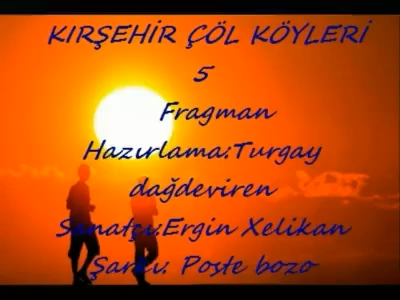 KIRŞEHİR ÇÖL KÖYLERİ
5
Fragman
Hazırlama:Turgay
dağdeviren
Sanatçı:Ergin Xelikan
Şarkı: Poste bozo